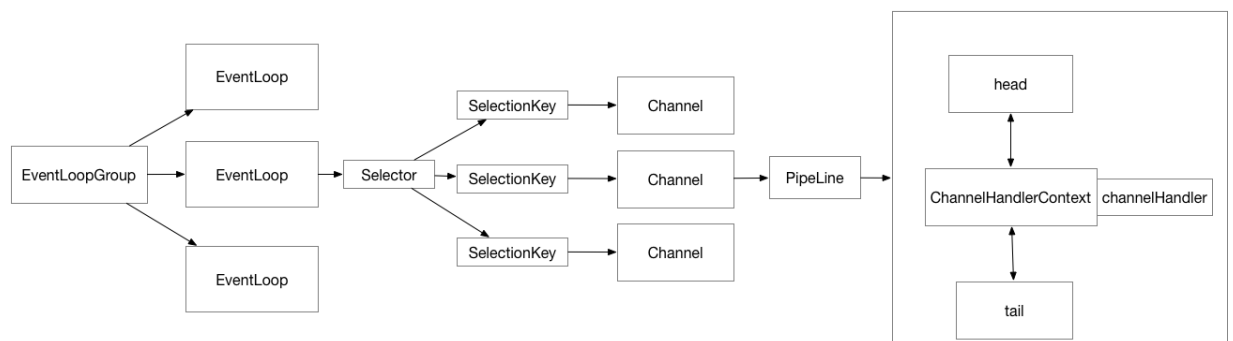 EventLoopGroup
EventLoop
EventLoop
EventLoop
Selector
SelectionKey
SelectionKey
SelectionKey
Channel
Channel
Channel
PipeLine
head
ChannelHandlerContext
channelHandler
tail